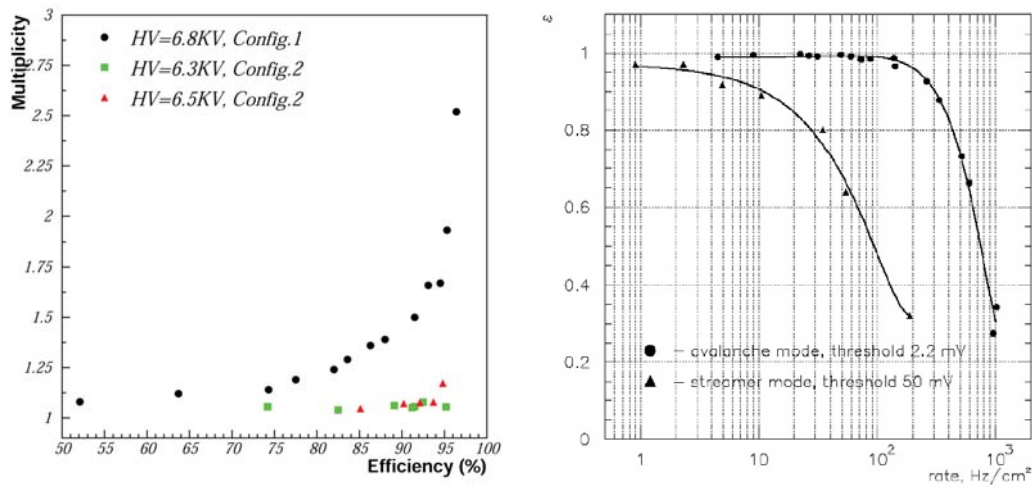 Multiplicity
3
2.75
2.5
2.25
2
1.75
1.5
1.25
1
HV=6.8KV, Config.1
HV=6.3KV, Config.2
HV=6.5KV, Config.2
50 55 60 65 70 75 80 85 90 95 100
Efficiency (%)
ε
1
0.8
0.6
0.4
0.2
0
– avalanche mode, threshold 2.2 mV
– streamer mode, threshold 50 mV
1 10 10² 10³
rate, Hz/cm²